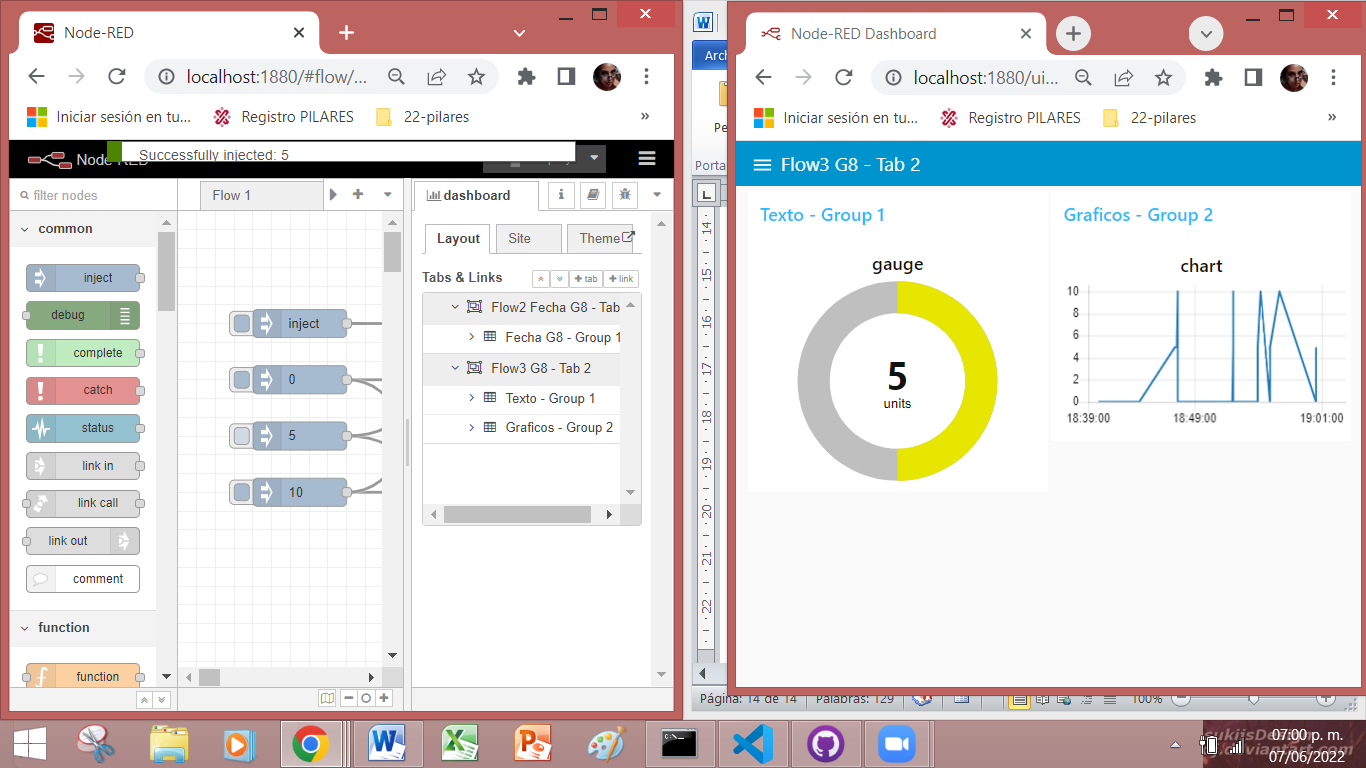 Node-RED
localhost:1880/#flow/...
Iniciar sesión en tu...
Registro PILARES
22-pilares
»
Node-RED
Successfully injected: 5
filter nodes
common
inject
debug
complete
catch
status
link in
link call
link out
comment
function
function
Flow 1
inject
0
5
10
dashboard
Layout
Site
Theme
Tabs & Links
tab
link
Flow2 Fecha G8 - Tab
Fecha G8 - Group 1
Flow3 G8 - Tab 2
Texto - Group 1
Graficos - Group 2
W
Arc
Pe
Porta
14
15
16
17
18
19
20
21
22
Página: 14 de 14
Palabras: 129
100%
Node-RED Dashboard
localhost:1880/ui...
Iniciar sesión en tu...
Registro PILARES
22-pilares
»
Flow3 G8 - Tab 2
Texto - Group 1
gauge
5
units
Graficos - Group 2
chart
10
8
6
4
2
0
18:39:00
18:49:00
19:01:00
07:00 p. m.
07/06/2022